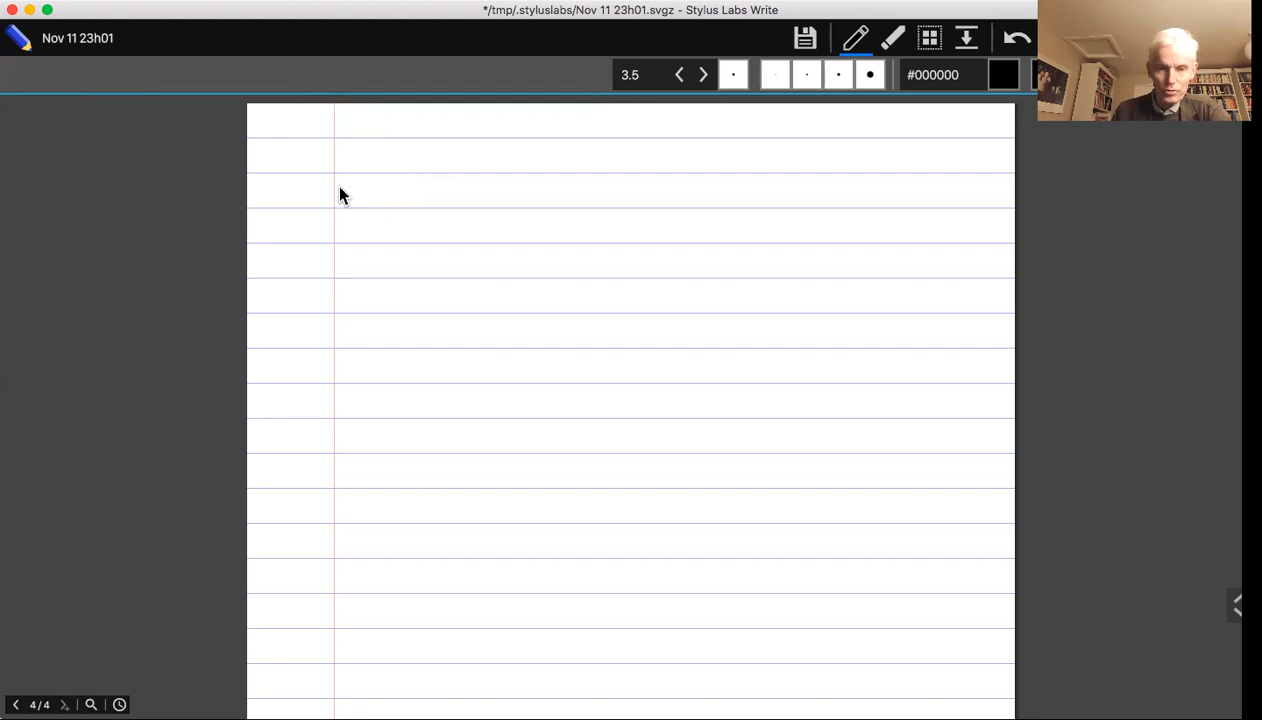 */tmp/.styluslabs/Nov 11 23h01.svgz - Stylus Labs Write
Nov 11 23h01
3.5
#000000
4/4